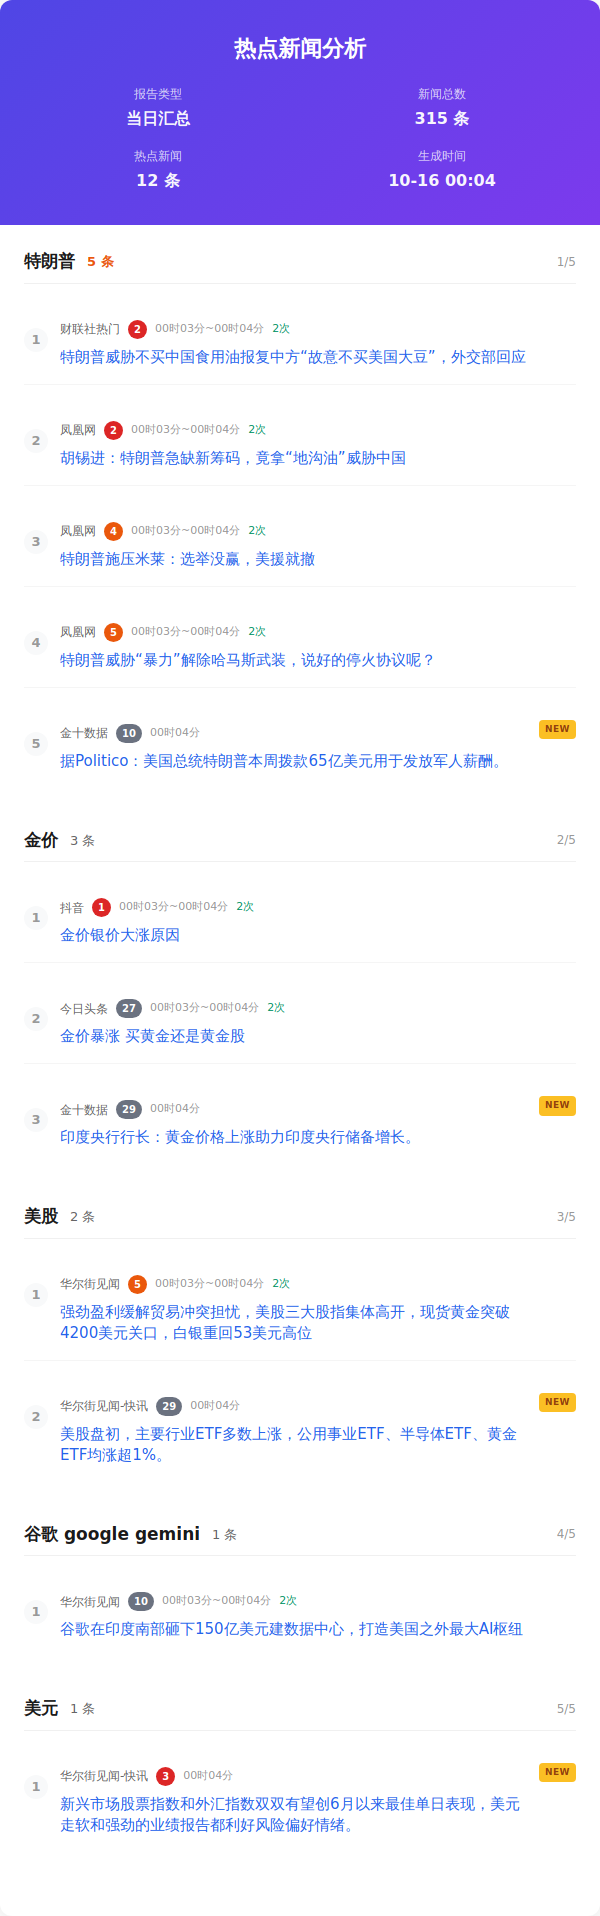 热点新闻分析
报告类型
当日汇总
新闻总数
315 条
热点新闻
12 条
生成时间
10-16 00:04
特朗普 5 条 1/5
1
财联社热门 2 00时03分~00时04分 2次
特朗普威胁不买中国食用油报复中方“故意不买美国大豆”，外交部回应
2
凤凰网 2 00时03分~00时04分 2次
胡锡进：特朗普急缺新筹码，竟拿“地沟油”威胁中国
3
凤凰网 4 00时03分~00时04分 2次
特朗普施压米莱：选举没赢，美援就撤
4
凤凰网 5 00时03分~00时04分 2次
特朗普威胁“暴力”解除哈马斯武装，说好的停火协议呢？
5
金十数据 10 00时04分 NEW
据Politico：美国总统特朗普本周拨款65亿美元用于发放军人薪酬。
金价 3 条 2/5
1
抖音 1 00时03分~00时04分 2次
金价银价大涨原因
2
今日头条 27 00时03分~00时04分 2次
金价暴涨 买黄金还是黄金股
3
金十数据 29 00时04分 NEW
印度央行行长：黄金价格上涨助力印度央行储备增长。
美股 2 条 3/5
1
华尔街见闻 5 00时03分~00时04分 2次
强劲盈利缓解贸易冲突担忧，美股三大股指集体高开，现货黄金突破
4200美元关口，白银重回53美元高位
2
华尔街见闻-快讯 29 00时04分 NEW
美股盘初，主要行业ETF多数上涨，公用事业ETF、半导体ETF、黄金
ETF均涨超1%。
谷歌 google gemini 1 条 4/5
1
华尔街见闻 10 00时03分~00时04分 2次
谷歌在印度南部砸下150亿美元建数据中心，打造美国之外最大AI枢纽
美元 1 条 5/5
1
华尔街见闻-快讯 3 00时04分 NEW
新兴市场股票指数和外汇指数双双有望创6月以来最佳单日表现，美元
走软和强劲的业绩报告都利好风险偏好情绪。